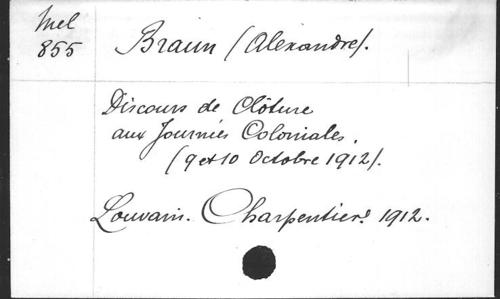 Mel
855
Braun (Alexandre).
Discours de Clôture
aux Journées Coloniales.
(9 et 10 Octobre 1912).
Louvain. Charpentier. 1912.